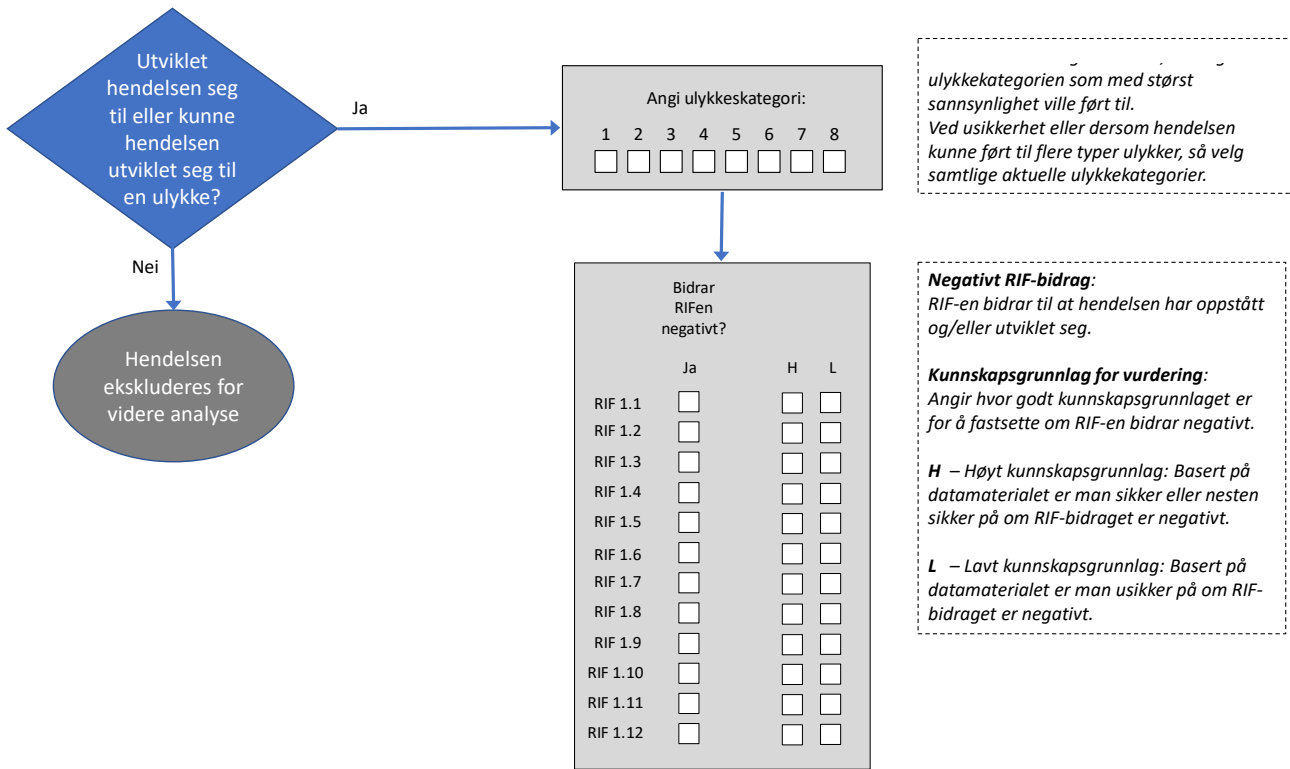 Utviklet
hendelsen seg
til eller kunne
hendelsen
utviklet seg til
en ulykke?
Ja
Nei
Hendelsen
ekskluderes for
videre analyse
Angi ulykkeskategori:
1 2 3 4 5 6 7 8
ulykkekategorien som med størst
sannsynlighet ville ført til.
Ved usikkerhet eller dersom hendelsen
kunne ført til flere typer ulykker, så velg
samtlige aktuelle ulykkekategorier.
Bidrar
RIFen
negativt?
Ja H L
RIF 1.1
RIF 1.2
RIF 1.3
RIF 1.4
RIF 1.5
RIF 1.6
RIF 1.7
RIF 1.8
RIF 1.9
RIF 1.10
RIF 1.11
RIF 1.12
Negativt RIF-bidrag:
RIF-en bidrar til at hendelsen har oppstått
og/eller utviklet seg.
Kunnskapsgrunnlag for vurdering:
Angir hvor godt kunnskapsgrunnlaget er
for å fastsette om RIF-en bidrar negativt.
H – Høyt kunnskapsgrunnlag: Basert på
datamaterialet er man sikker eller nesten
sikker på om RIF-bidraget er negativt.
L – Lavt kunnskapsgrunnlag: Basert på
datamaterialet er man usikker på om RIF-
bidraget er negativt.